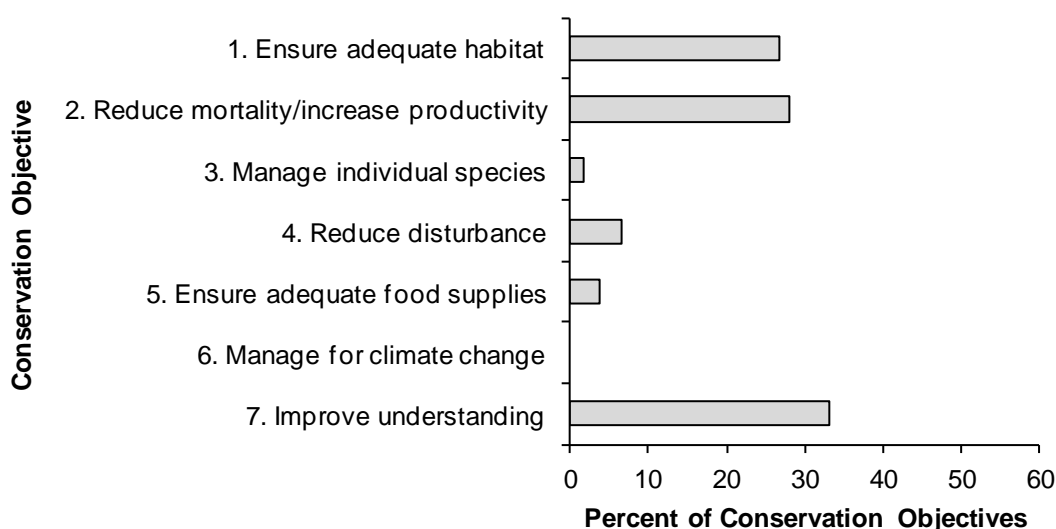 Conservation Objective
1. Ensure adequate habitat
2. Reduce mortality/increase productivity
3. Manage individual species
4. Reduce disturbance
5. Ensure adequate food supplies
6. Manage for climate change
7. Improve understanding
0 10 20 30 40 50 60
Percent of Conservation Objectives